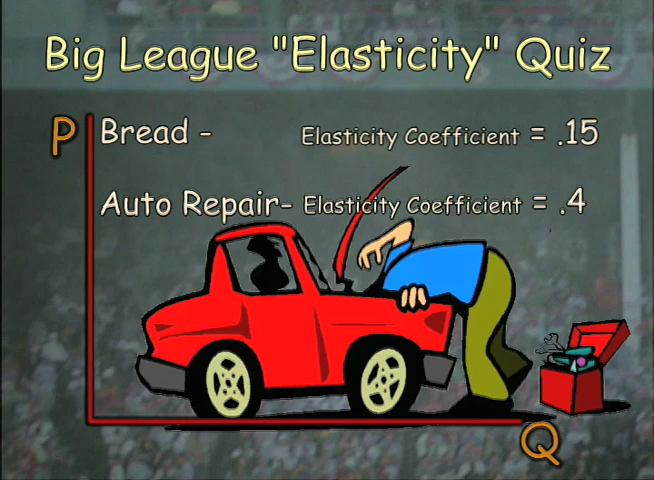 Big League "Elasticity" Quiz
P
Bread - Elasticity Coefficient = .15
Auto Repair- Elasticity Coefficient = .4
Q